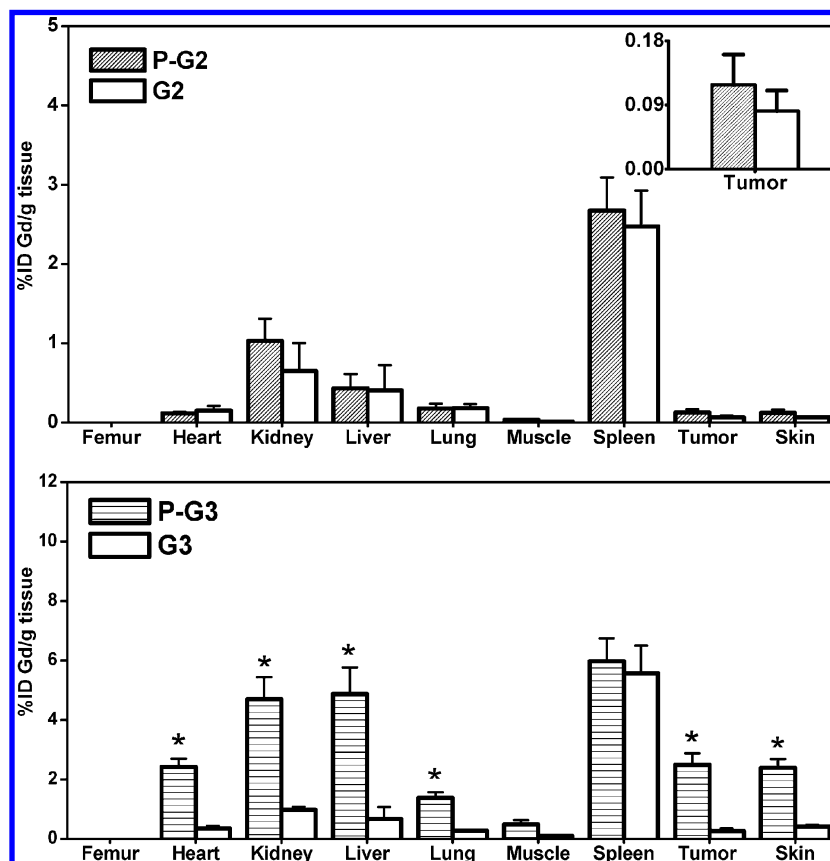 5
4
3
2
1
0
%ID Gd/g tissue
P-G2
G2
0.18
0.09
0.00
Tumor
Femur Heart Kidney Liver Lung Muscle Spleen Tumor Skin
12
10
8
6
4
2
0
%ID Gd/g tissue
P-G3
G3
* * * * * *
Femur Heart Kidney Liver Lung Muscle Spleen Tumor Skin